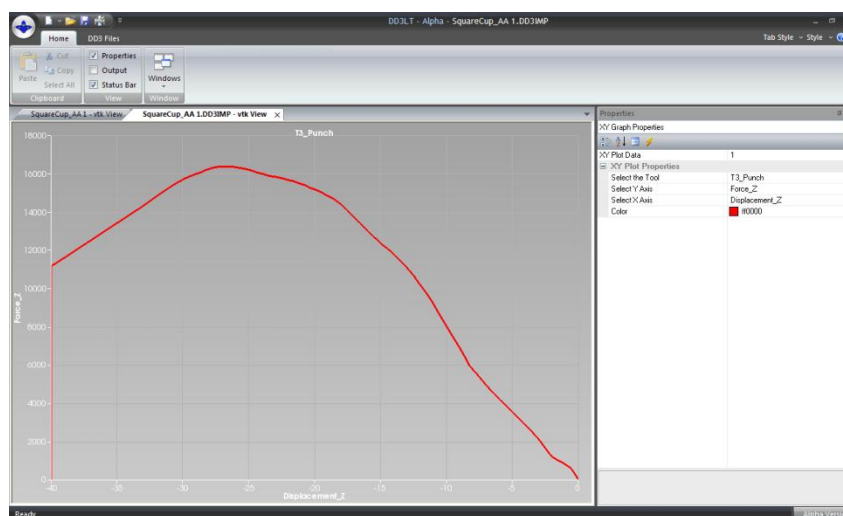 DD3LT - Alpha - SquareCup_AA 1.DD3IMP
Home DD3 Files
Tab Style Style
Paste
Cut
Copy
Select All
Clipboard
Properties
Output
Status Bar
View
Windows
Window
SquareCup_AA 1 - vtk View SquareCup_AA 1.DD3IMP - vtk View
T3_Punch
18000
16000
14000
12000
10000
8000
6000
4000
2000
0
Force_Z
-40 -35 -30 -25 -20 -15 -10 -5 0
Displacement_Z
Properties
XY Graph Properties
XY Plot Data 1
XY Plot Properties
Select the Tool T3_Punch
Select Y Axis Force_Z
Select X Axis Displacement_Z
Color ff0000
Ready
Alpha Versi